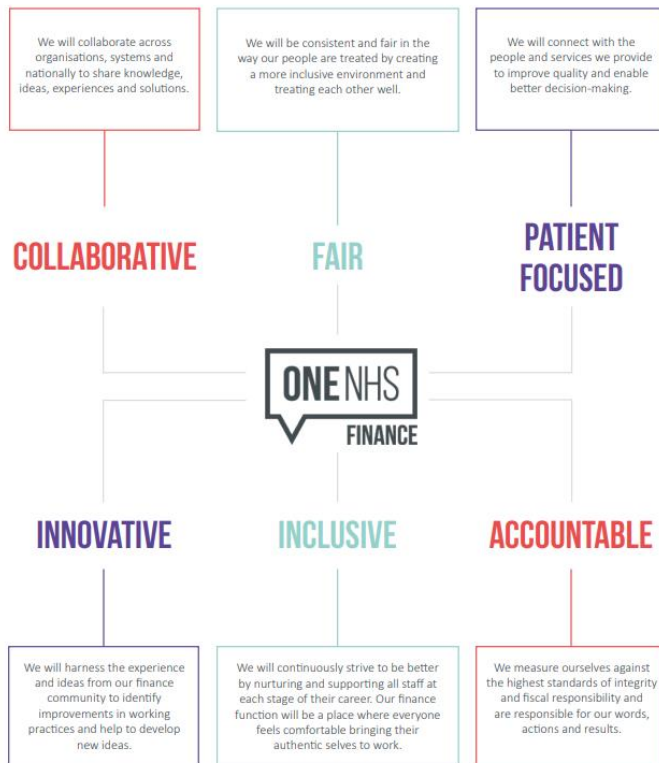 We will collaborate across
organisations, systems and
nationally to share knowledge,
ideas, experiences and solutions.
We will be consistent and fair in the
way our people are treated by creating
a more inclusive environment and
treating each other well.
We will connect with the
people and services we provide
to improve quality and enable
better decision-making.
COLLABORATIVE
FAIR
PATIENT
FOCUSED
ONE NHS
FINANCE
INNOVATIVE
INCLUSIVE
ACCOUNTABLE
We will harness the experience
and ideas from our finance
community to identify
improvements in working
practices and help to develop
new ideas.
We will continuously strive to be better
by nurturing and supporting all staff at
each stage of their career. Our finance
function will be a place where everyone
feels comfortable bringing their
authentic selves to work.
We measure ourselves against
the highest standards of integrity
and fiscal responsibility and
are responsible for our words,
actions and results.